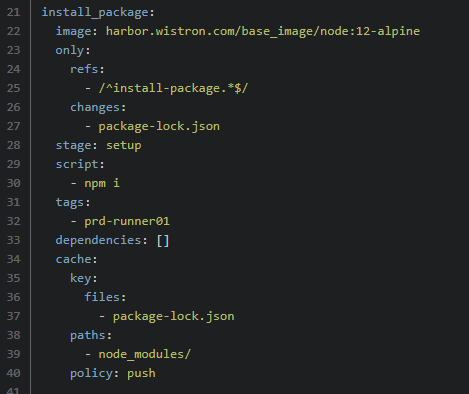 21 install_package:
22   image: harbor.wistron.com/base_image/node:12-alpine
23   only:
24     refs:
25       - /^install-package.*$/
26     changes:
27       - package-lock.json
28   stage: setup
29   script:
30     - npm i
31   tags:
32     - prd-runner01
33   dependencies: []
34   cache:
35     key:
36       files:
37         - package-lock.json
38     paths:
39       - node_modules/
40     policy: push
41